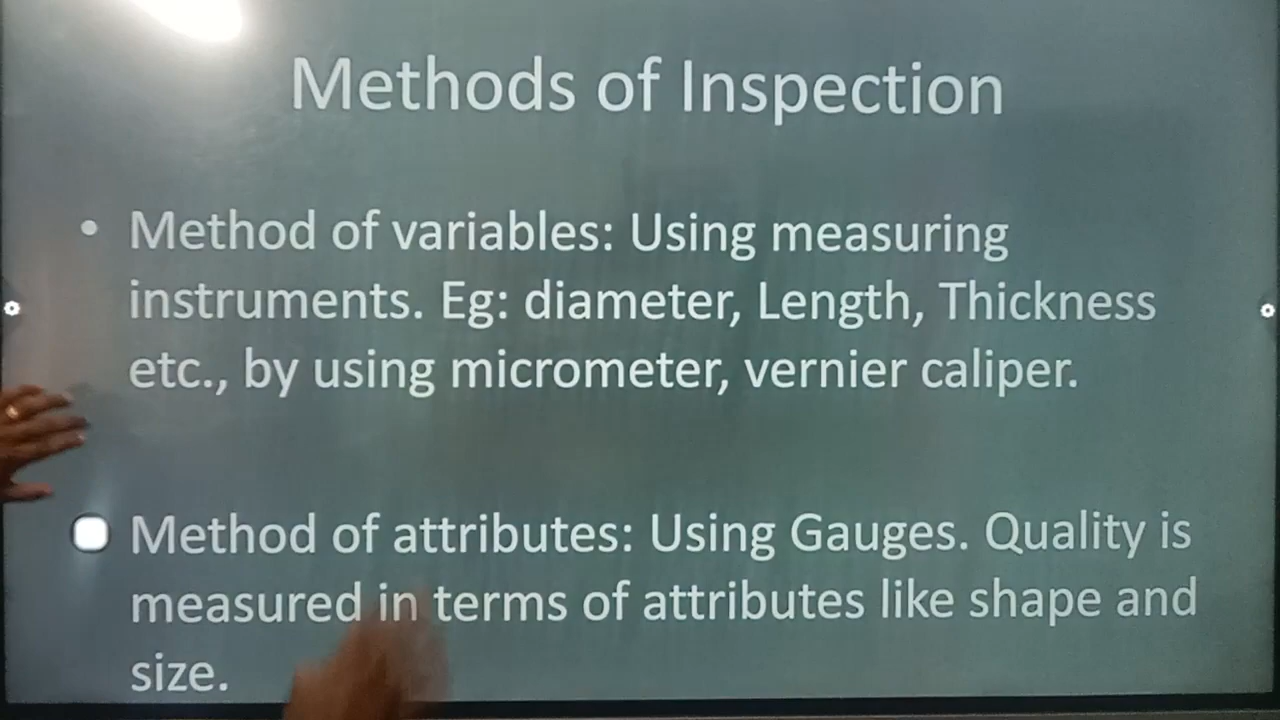 Methods of Inspection
• Method of variables: Using measuring
instruments. Eg: diameter, Length, Thickness
etc., by using micrometer, vernier caliper.
Method of attributes: Using Gauges. Quality is
measured in terms of attributes like shape and
size.